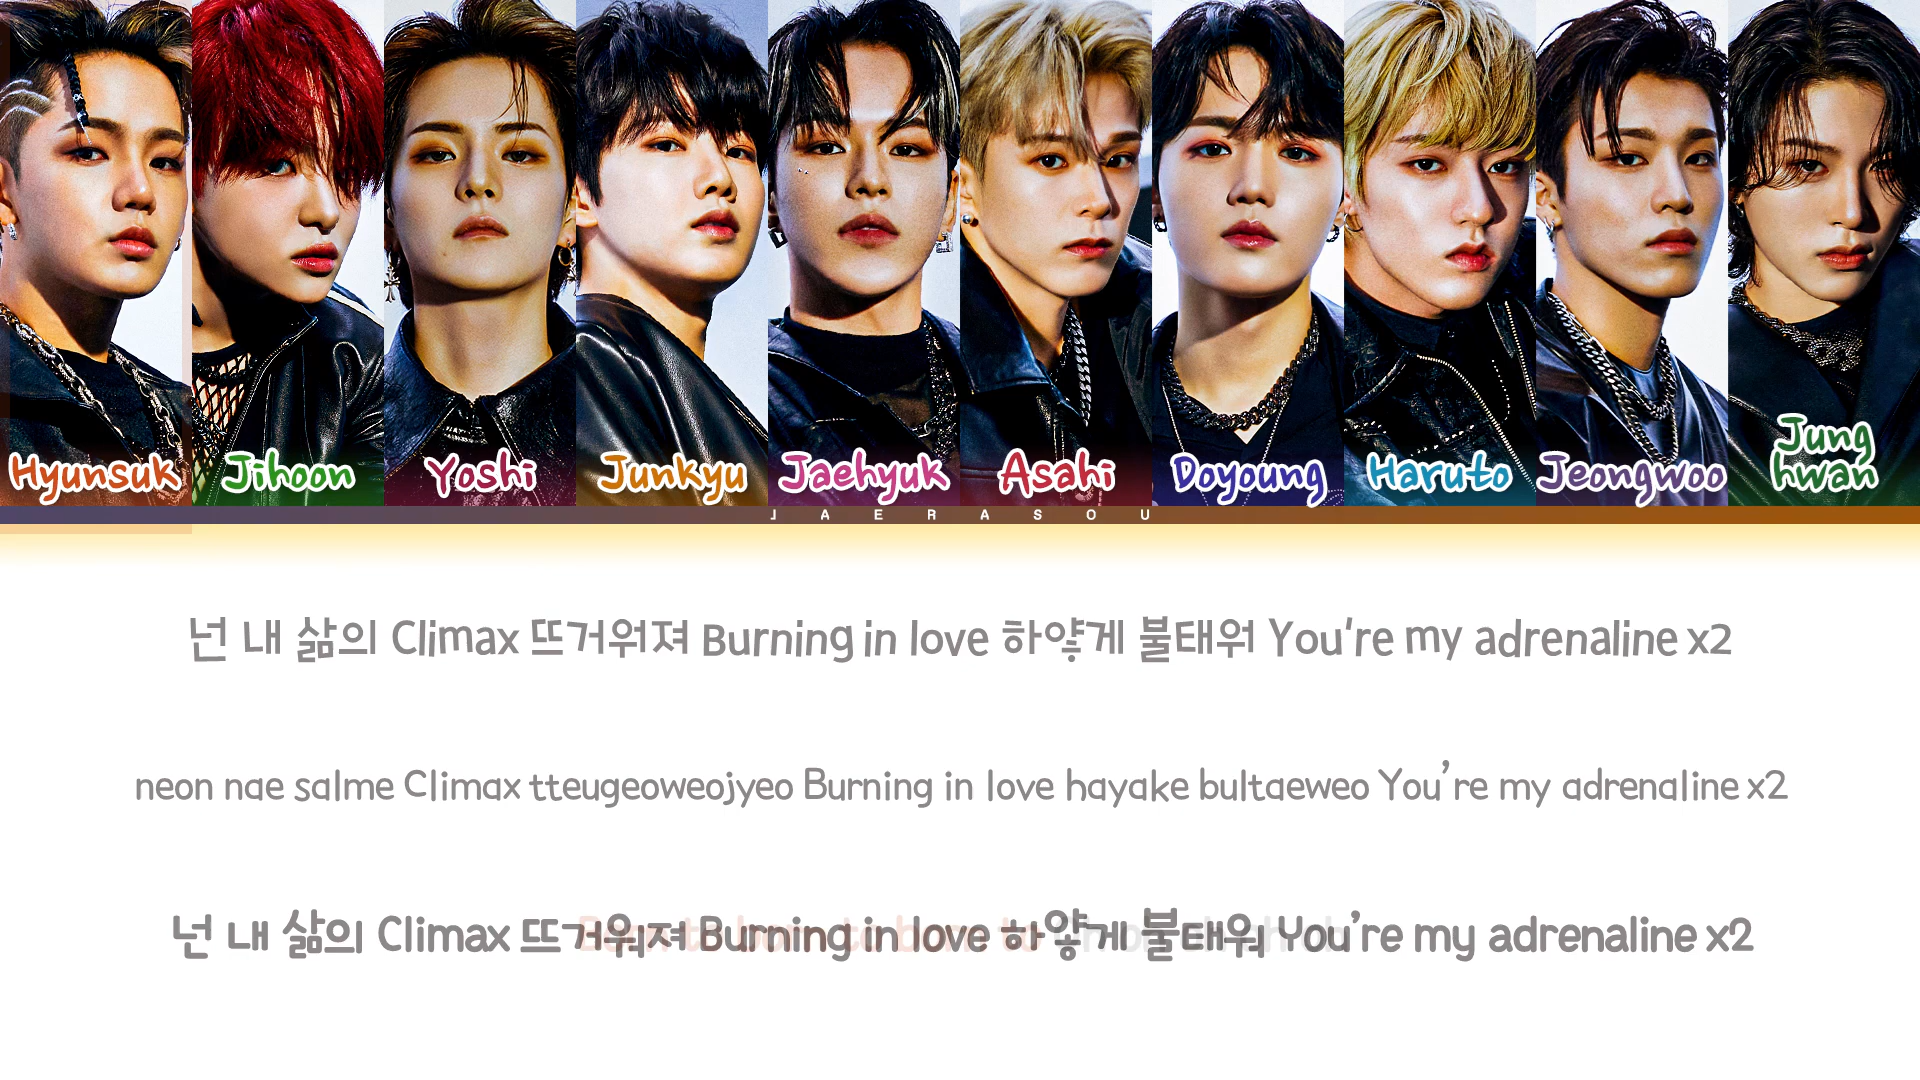 Hyunsuk Jihoon Yoshi Junkyu Jaehyuk Asahi Doyoung Haruto Jeongwoo Jung hwan
JAERASOU
넌 내 삶의 Climax 뜨거워져 Burning in love 하얗게 불태워 You're my adrenaline x2
neon nae salme Climax tteugeoweojyeo Burning in love hayake bultaeweo You're my adrenaline x2
넌 내 삶의 Climax 뜨거워져 Burning in love 하얗게 불태워 You're my adrenaline x2